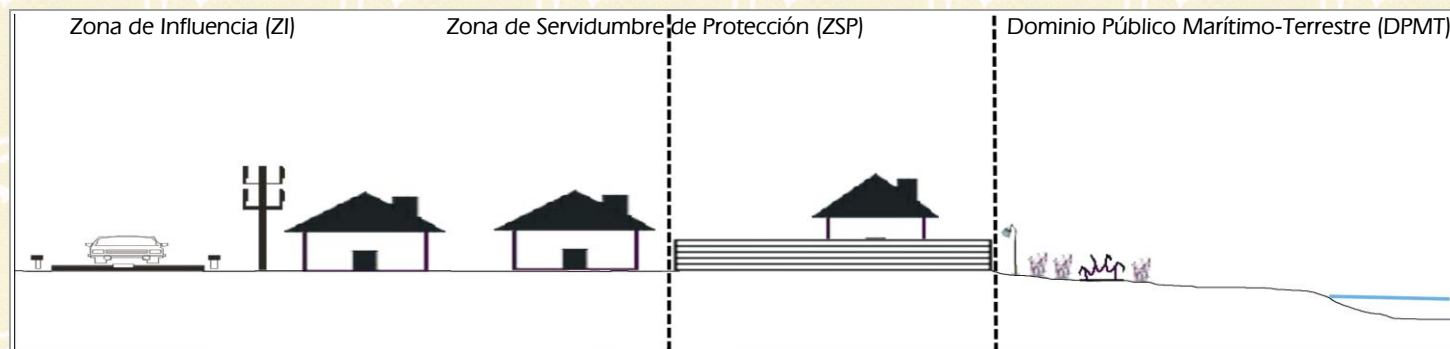 Zona de Influencia (ZI)
Zona de Servidumbre de Protección (ZSP)
Dominio Público Marítimo-Terrestre (DPMT)